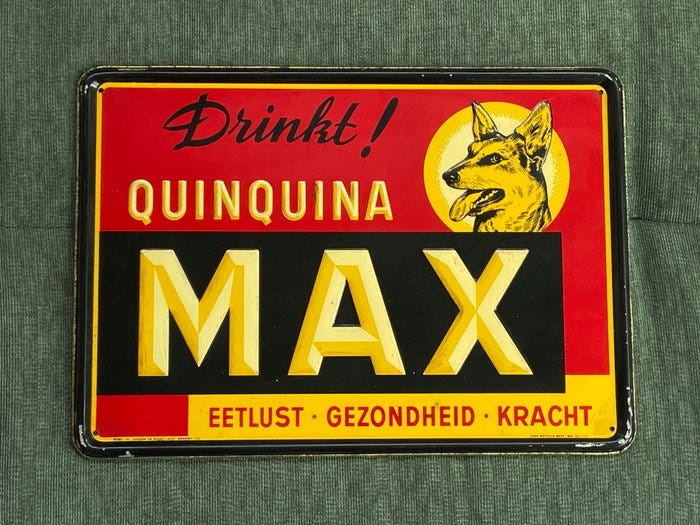 Drinkt!
QUINQUINA
MAX
EETLUST · GEZONDHEID · KRACHT